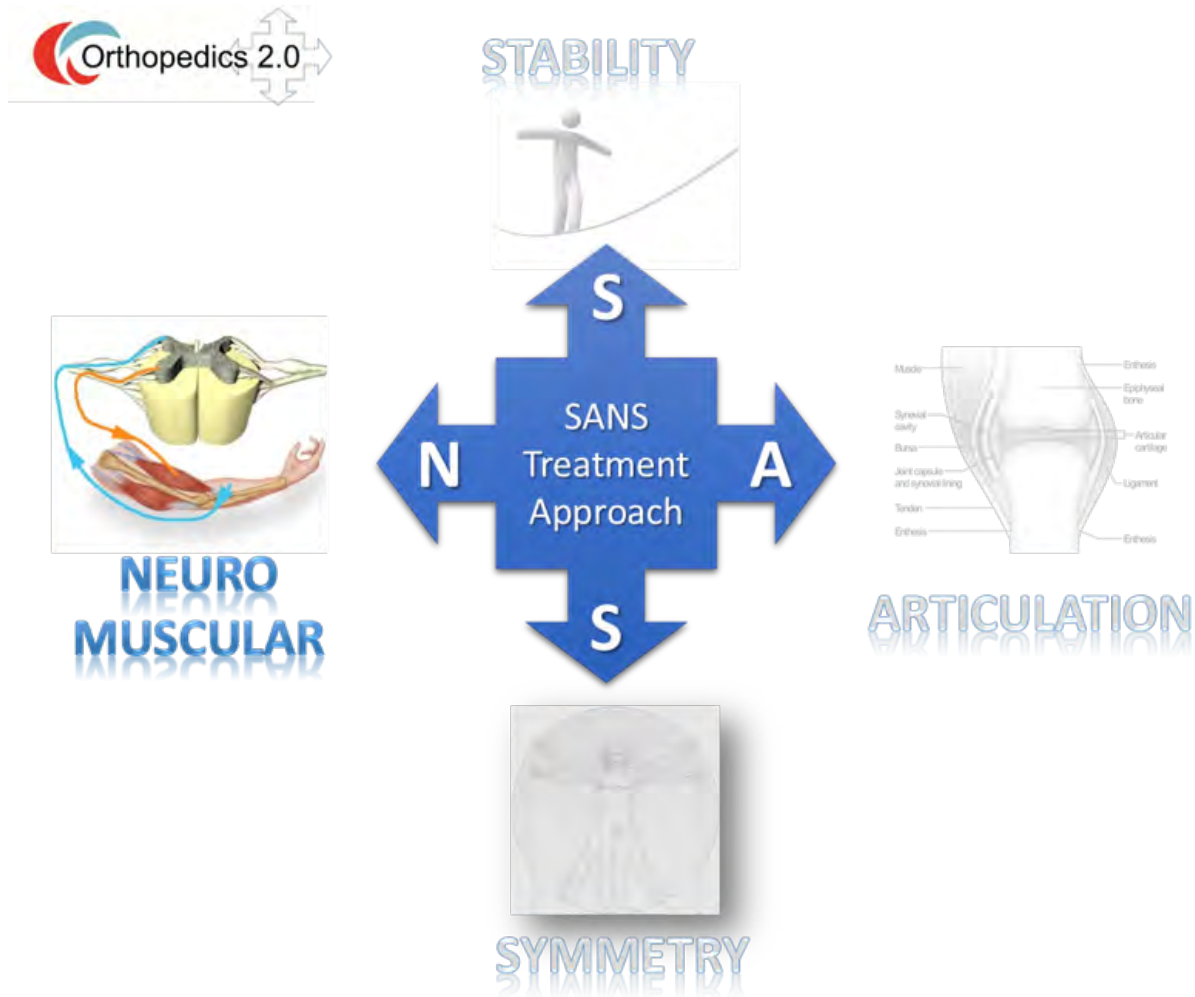 Orthopedics 2.0
STABILITY
S
N
SANS
Treatment
Approach
A
S
NEURO
MUSCULAR
Muscle
Synovial
cavity
Bursa
Joint capsule
and synovial lining
Tendon
Enthesis
Enthesis
Epiphyseal
bone
Articular
cartilage
Ligament
Enthesis
ARTICULATION
SYMMETRY